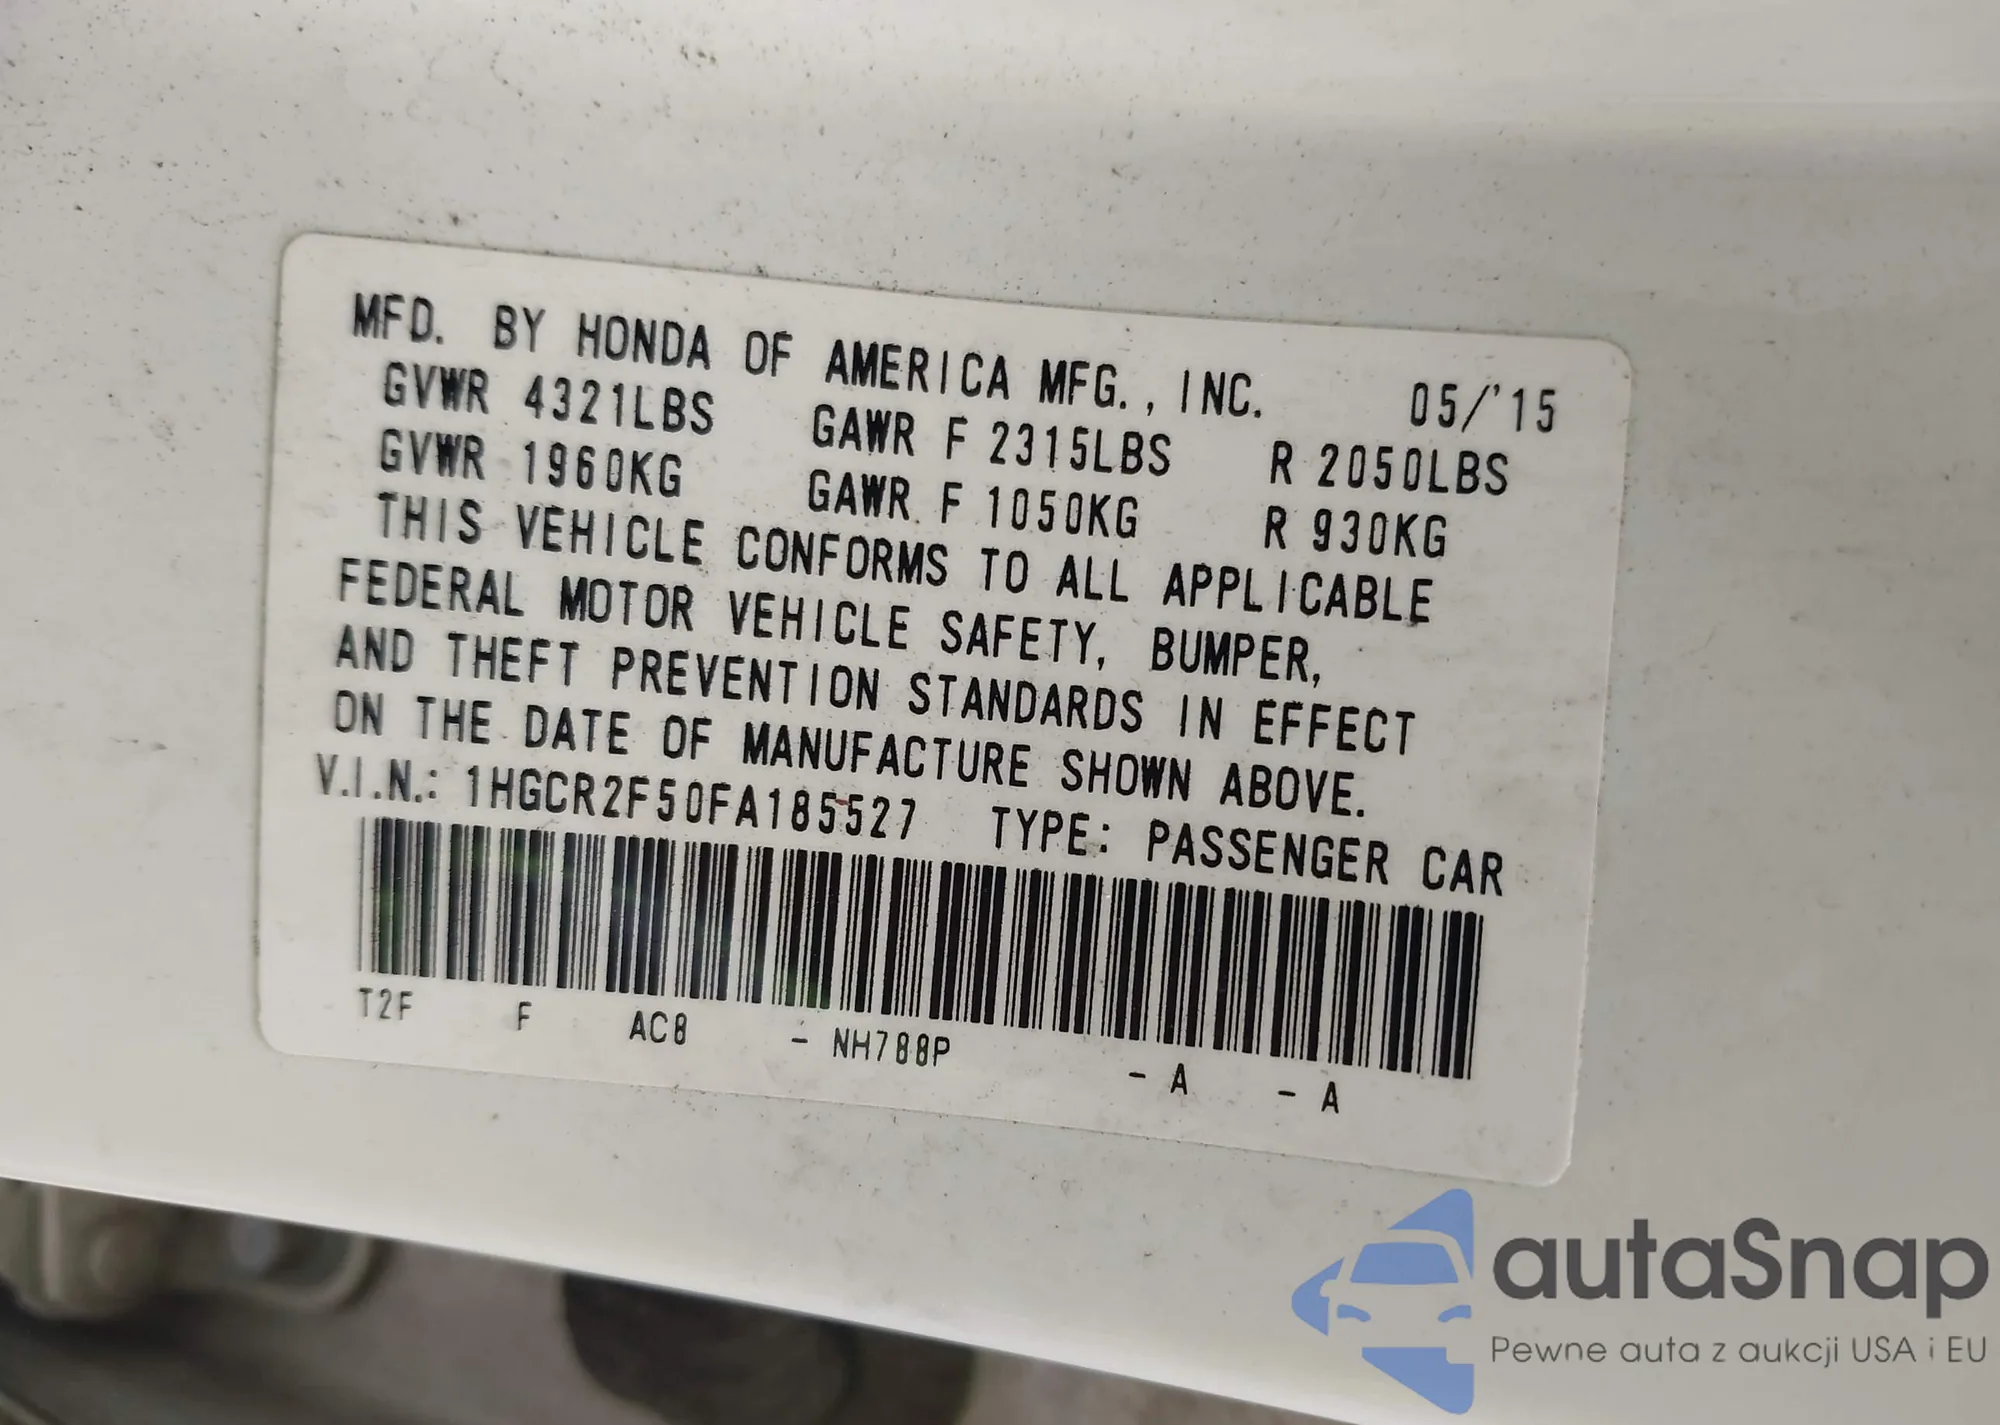 MFD. BY HONDA OF AMERICA MFG., INC. 05/'15
GVWR 4321LBS GAWR F 2315LBS R 2050LBS
GVWR 1960KG GAWR F 1050KG R 930KG
THIS VEHICLE CONFORMS TO ALL APPLICABLE
FEDERAL MOTOR VEHICLE SAFETY, BUMPER,
AND THEFT PREVENTION STANDARDS IN EFFECT
ON THE DATE OF MANUFACTURE SHOWN ABOVE.
V.I.N.: 1HGCR2F50FA185527 TYPE: PASSENGER CAR
T2F F AC8 - NH788P - A - A
autaSnap
Pewne auta z aukcji USA i EU